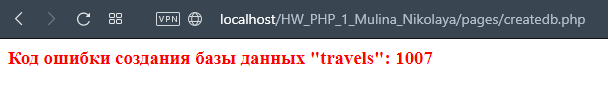 VPN localhost/HW_PHP_1_Mulina_Nikolaya/pages/createdb.php
Код ошибки создания базы данных "travels": 1007